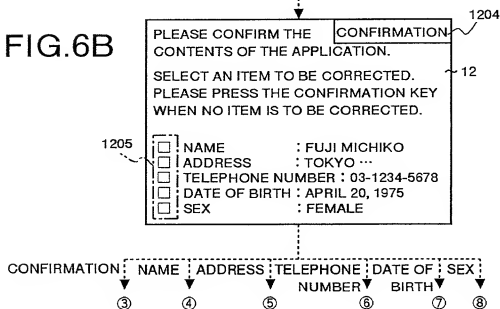 FIG.6B
1204
PLEASE CONFIRM THE CONFIRMATION
CONTENTS OF THE APPLICATION.
12
SELECT AN ITEM TO BE CORRECTED.
PLEASE PRESS THE CONFIRMATION KEY
WHEN NO ITEM IS TO BE CORRECTED.
1205
NAME : FUJI MICHIKO
ADDRESS : TOKYO ···
TELEPHONE NUMBER : 03-1234-5678
DATE OF BIRTH : APRIL 20, 1975
SEX : FEMALE
CONFIRMATION NAME ADDRESS TELEPHONE DATE OF SEX
NUMBER BIRTH
③ ④ ⑤ ⑥ ⑦ ⑧